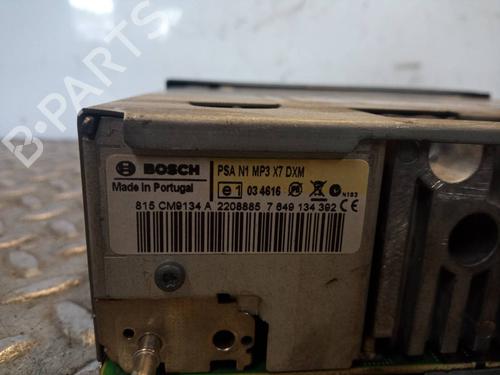 B-PARTS
BOSCH
Made in Portugal
PSA N1 MP3 X7 DXM
e1 03 4616
N103
815 CM9134 A 2208885 7 649 134 392 CE